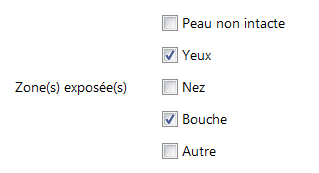 Peau non intacte
Yeux
Zone(s) exposée(s)
Nez
Bouche
Autre